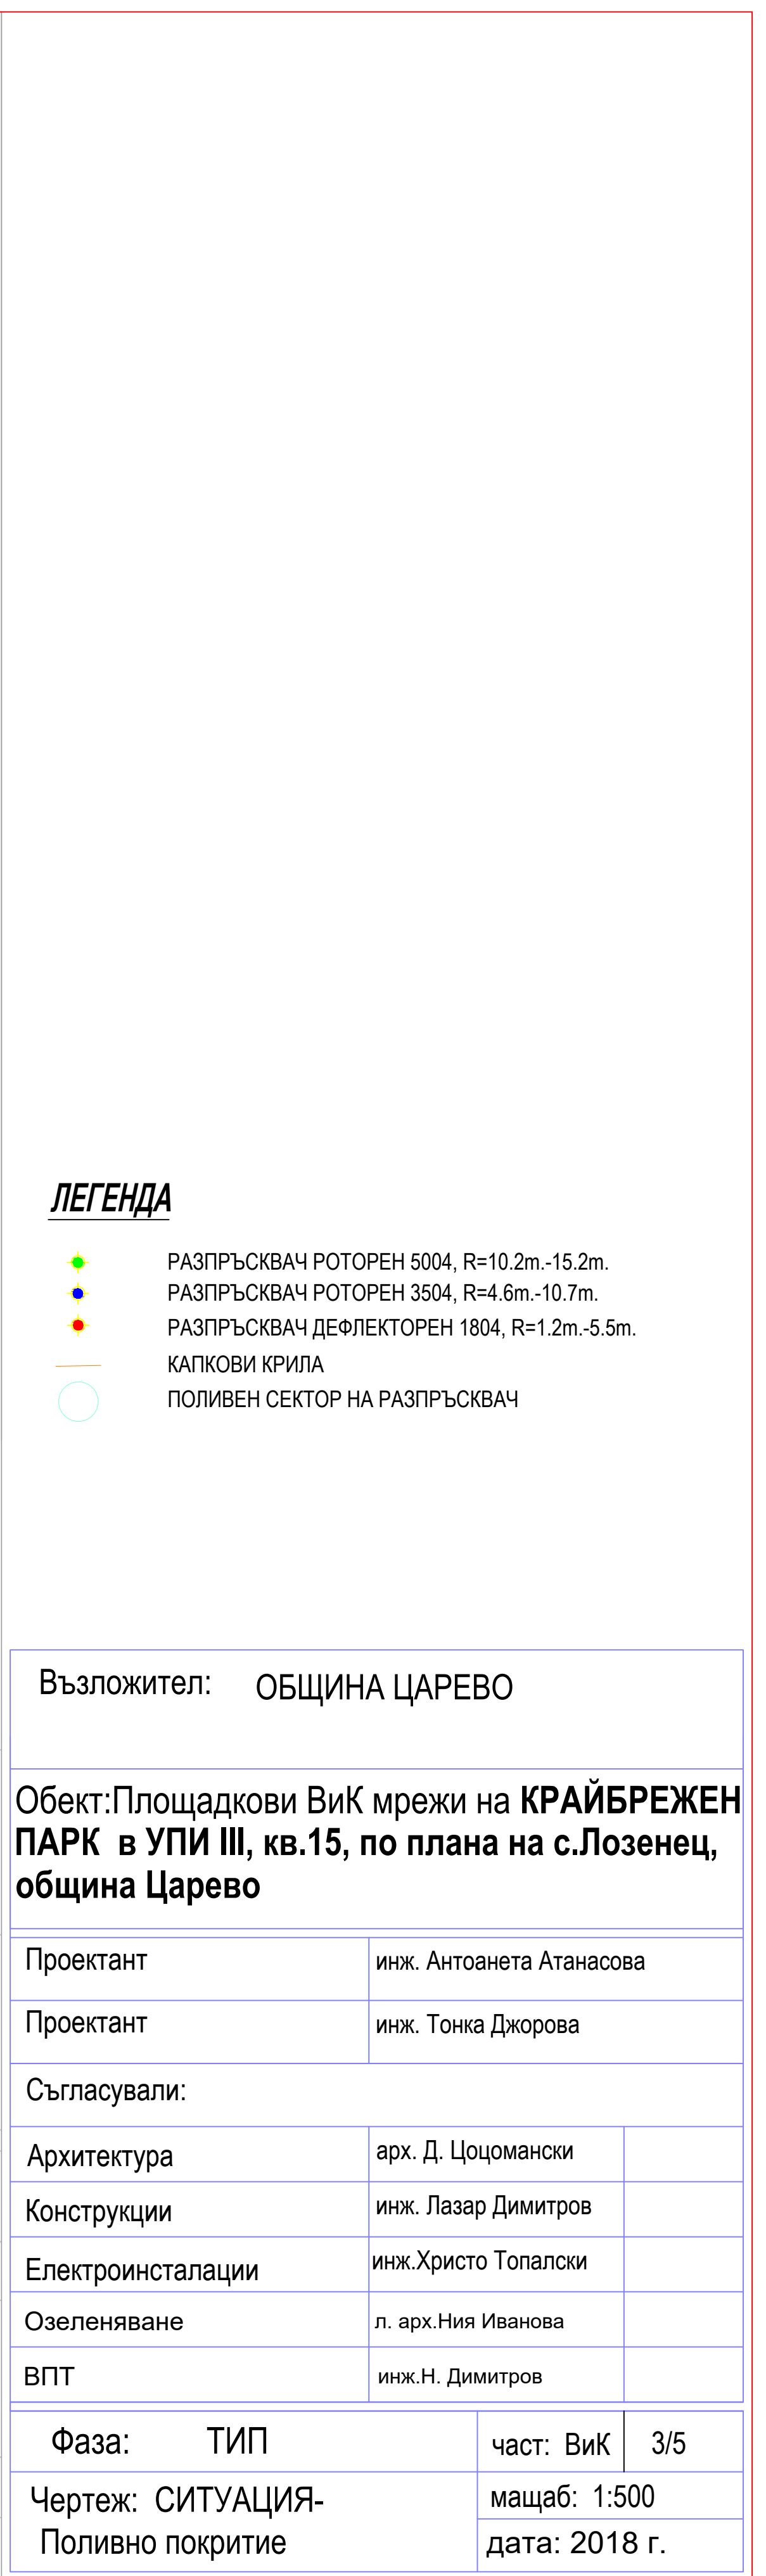 ЛЕГЕНДА
РАЗПРЪСКВАЧ РОТОРЕН 5004, R=10.2m.-15.2m.
РАЗПРЪСКВАЧ РОТОРЕН 3504, R=4.6m.-10.7m.
РАЗПРЪСКВАЧ ДЕФЛЕКТОРЕН 1804, R=1.2m.-5.5m.
КАПКОВИ КРИЛА
ПОЛИВЕН СЕКТОР НА РАЗПРЪСКВАЧ
Възложител: ОБЩИНА ЦАРЕВО
Обект:Площадкови ВиК мрежи на КРАЙБРЕЖЕН
ПАРК в УПИ III, кв.15, по плана на с.Лозенец,
община Царево
Проектант инж. Антоанета Атанасова
Проектант инж. Тонка Джорова
Съгласували:
Архитектура арх. Д. Цоцомански
Конструкции инж. Лазар Димитров
Електроинсталации инж.Христо Топалски
Озеленяване л. арх.Ния Иванова
ВПТ инж.Н. Димитров
Фаза: ТИП част: ВиК 3/5
Чертеж: СИТУАЦИЯ- мащаб: 1:500
Поливно покритие дата: 2018 г.